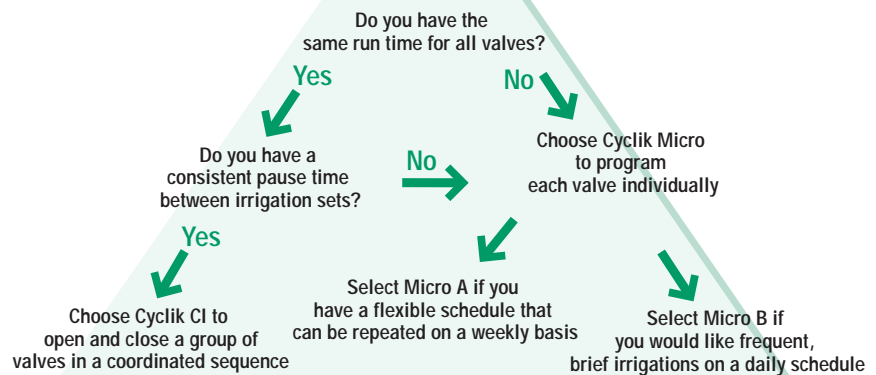 Do you have the
same run time for all valves?
Yes
No
Do you have a
consistent pause time
between irrigation sets?
No
Choose Cyclik Micro
to program
each valve individually
Yes
Choose Cyclik CI to
open and close a group of
valves in a coordinated sequence
Select Micro A if you
have a flexible schedule that
can be repeated on a weekly basis
Select Micro B if
you would like frequent,
brief irrigations on a daily schedule